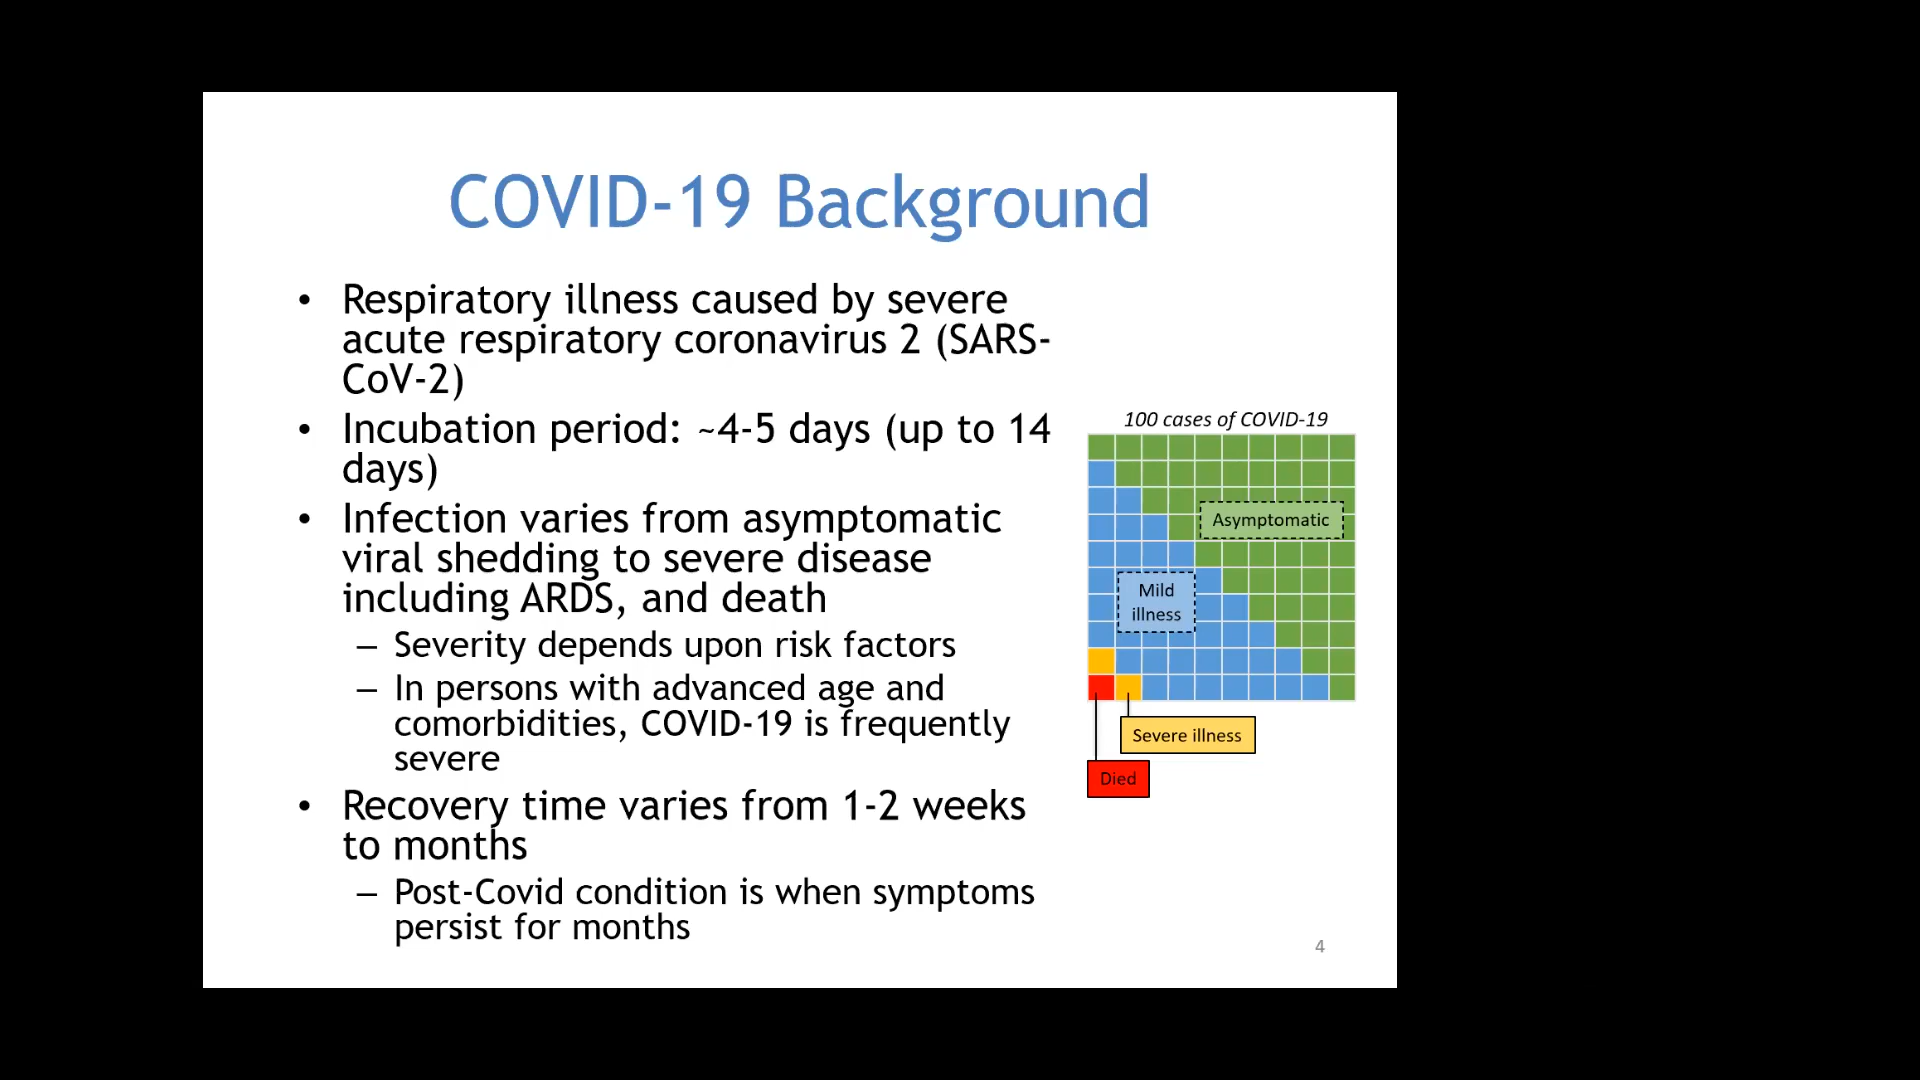 COVID-19 Background
• Respiratory illness caused by severe
acute respiratory coronavirus 2 (SARS-
CoV-2)
• Incubation period: ~4-5 days (up to 14
days)
• Infection varies from asymptomatic
viral shedding to severe disease
including ARDS, and death
– Severity depends upon risk factors
– In persons with advanced age and
comorbidities, COVID-19 is frequently
severe
• Recovery time varies from 1-2 weeks
to months
– Post-Covid condition is when symptoms
persist for months
100 cases of COVID-19
Asymptomatic
Mild
illness
Severe illness
Died
4